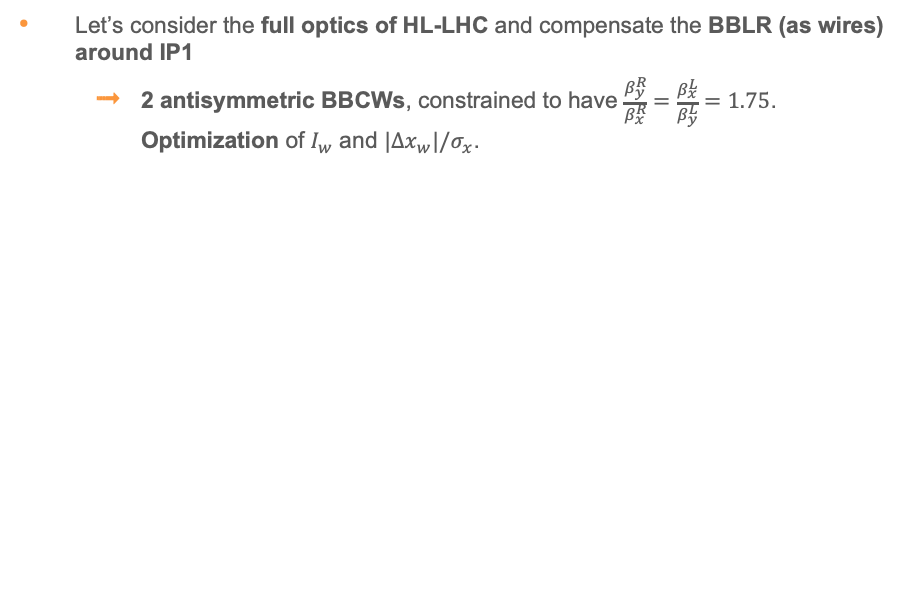 • Let’s consider the full optics of HL-LHC and compensate the BBLR (as wires)
around IP1
→ 2 antisymmetric BBCWs, constrained to have β_y^R/β_x^R = β_x^L/β_y^L = 1.75.
Optimization of I_w and |Δx_w|/σ_x.